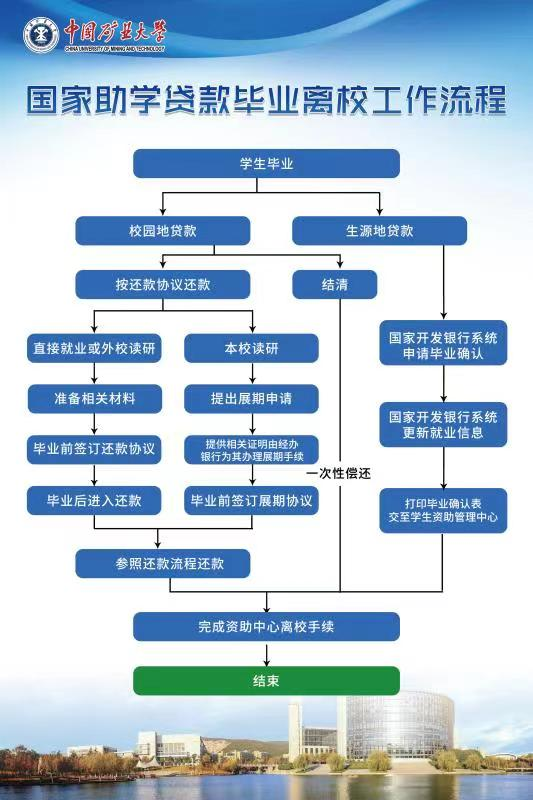 中国矿业大学
CHINA UNIVERSITY OF MINING AND TECHNOLOGY
国家助学贷款毕业离校工作流程
学生毕业
校园地贷款
生源地贷款
按还款协议还款
结清
直接就业或外校读研
本校读研
国家开发银行系统
申请毕业确认
准备相关材料
提出展期申请
国家开发银行系统
更新就业信息
毕业前签订还款协议
提供相关证明由经办
银行为其办理展期手续
一次性偿还
毕业后进入还款
毕业前签订展期协议
打印毕业确认表
交至学生资助管理中心
参照还款流程还款
完成资助中心离校手续
结束